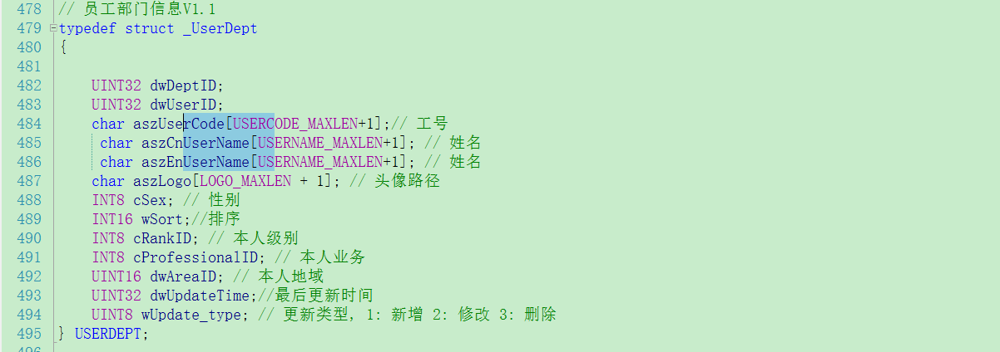 478 // 员工部门信息V1.1
479 typedef struct _UserDept
480 {
481
482 UINT32 dwDeptID;
483 UINT32 dwUserID;
484 char aszUserCode[USERCODE_MAXLEN+1];// 工号
485 char aszCnUserName[USERNAME_MAXLEN+1]; // 姓名
486 char aszEnUserName[USERNAME_MAXLEN+1]; // 姓名
487 char aszLogo[LOGO_MAXLEN + 1]; // 头像路径
488 INT8 cSex; // 性别
489 INT16 wSort;//排序
490 INT8 cRankID; // 本人级别
491 INT8 cProfessionalID; // 本人业务
492 UINT16 dwAreaID; // 本人地域
493 UINT32 dwUpdateTime;//最后更新时间
494 UINT8 wUpdate_type; // 更新类型, 1: 新增 2: 修改 3: 删除
495 } USERDEPT;